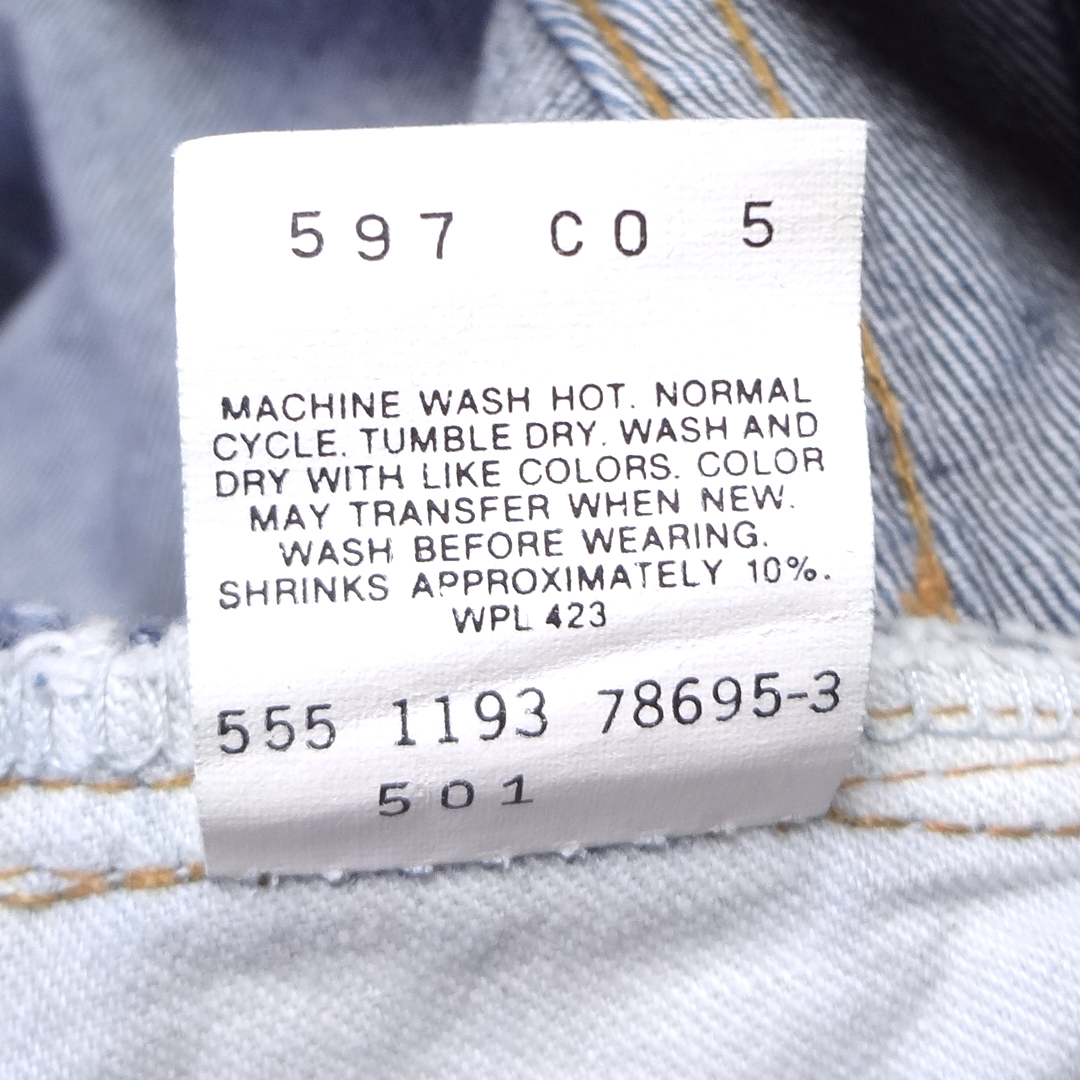 597 CO 5
MACHINE WASH HOT. NORMAL
CYCLE. TUMBLE DRY. WASH AND
DRY WITH LIKE COLORS. COLOR
MAY TRANSFER WHEN NEW.
WASH BEFORE WEARING.
SHRINKS APPROXIMATELY 10%.
WPL 423
555 1193 78695-3
501